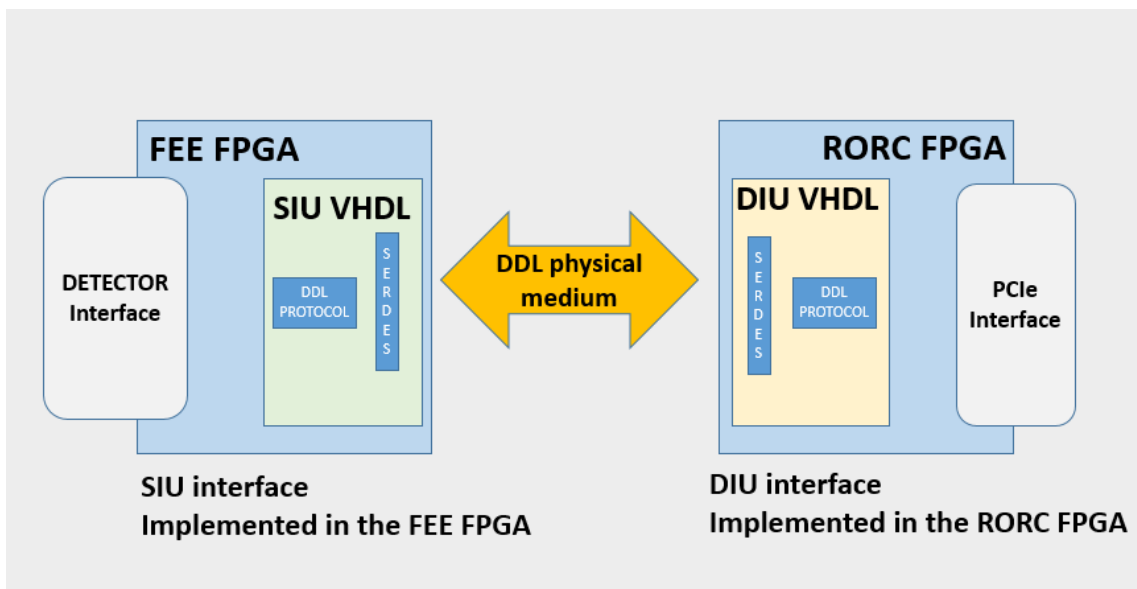 FEE FPGA
SIU VHDL
DETECTOR
Interface
DDL
PROTOCOL
S
E
R
D
E
S
DDL physical
medium
RORC FPGA
DIU VHDL
S
E
R
D
E
S
DDL
PROTOCOL
PCIe
Interface
SIU interface
Implemented in the FEE FPGA
DIU interface
Implemented in the RORC FPGA